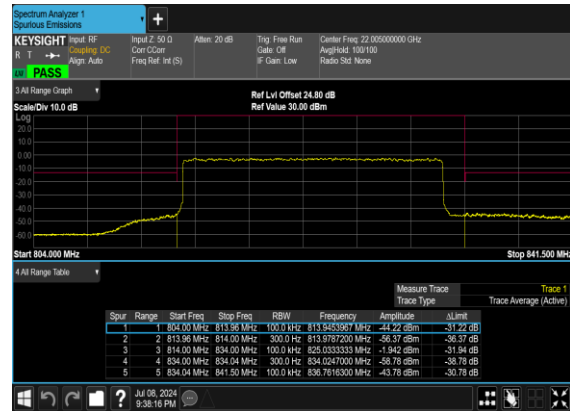 Spectrum Analyzer 1
Spurious Emissions
KEYSIGHT Input: RF Input Z: 50 Ω Atten: 20 dB Trig: Free Run Center Freq: 22.005000000 GHz
R T Coupling: DC Corr CCorr Gate: Off Avg|Hold: 100/100
Align: Auto Freq Ref: Int (S) IF Gain: Low Radio Std: None
PASS
3 All Range Graph
Ref Lvl Offset 24.80 dB
Scale/Div 10.0 dB Ref Value 30.00 dBm
Log
20.0
10.0
0.00
-10.0
-20.0
-30.0
-40.0
-50.0
-60.0
Start 804.000 MHz Stop 841.500 MHz
4 All Range Table
Measure Trace Trace 1
Trace Type Trace Average (Active)
Spur Range Start Freq Stop Freq RBW Frequency Amplitude ΔLimit
1 1 804.00 MHz 813.96 MHz 100.0 kHz 813.9453967 MHz -44.22 dBm -31.22 dB
2 2 813.96 MHz 814.00 MHz 300.0 Hz 813.9787200 MHz -56.37 dBm -36.37 dB
3 3 814.00 MHz 834.00 MHz 100.0 kHz 825.0333333 MHz -1.942 dBm -31.94 dB
4 4 834.00 MHz 834.04 MHz 300.0 Hz 834.0247000 MHz -58.78 dBm -38.78 dB
5 5 834.04 MHz 841.50 MHz 100.0 kHz 836.7616300 MHz -43.78 dBm -30.78 dB
Jul 08, 2024
9:38:16 PM